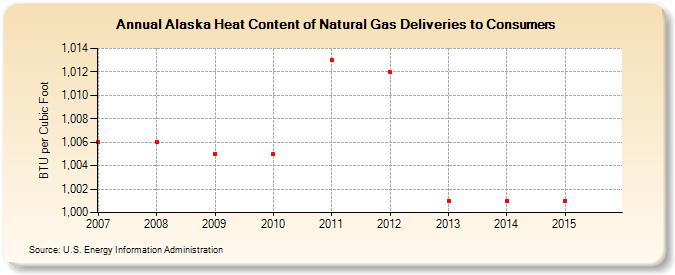 Annual Alaska Heat Content of Natural Gas Deliveries to Consumers
BTU per Cubic Foot
1,014
1,012
1,010
1,008
1,006
1,004
1,002
1,000
2007 2008 2009 2010 2011 2012 2013 2014 2015
Source: U.S. Energy Information Administration